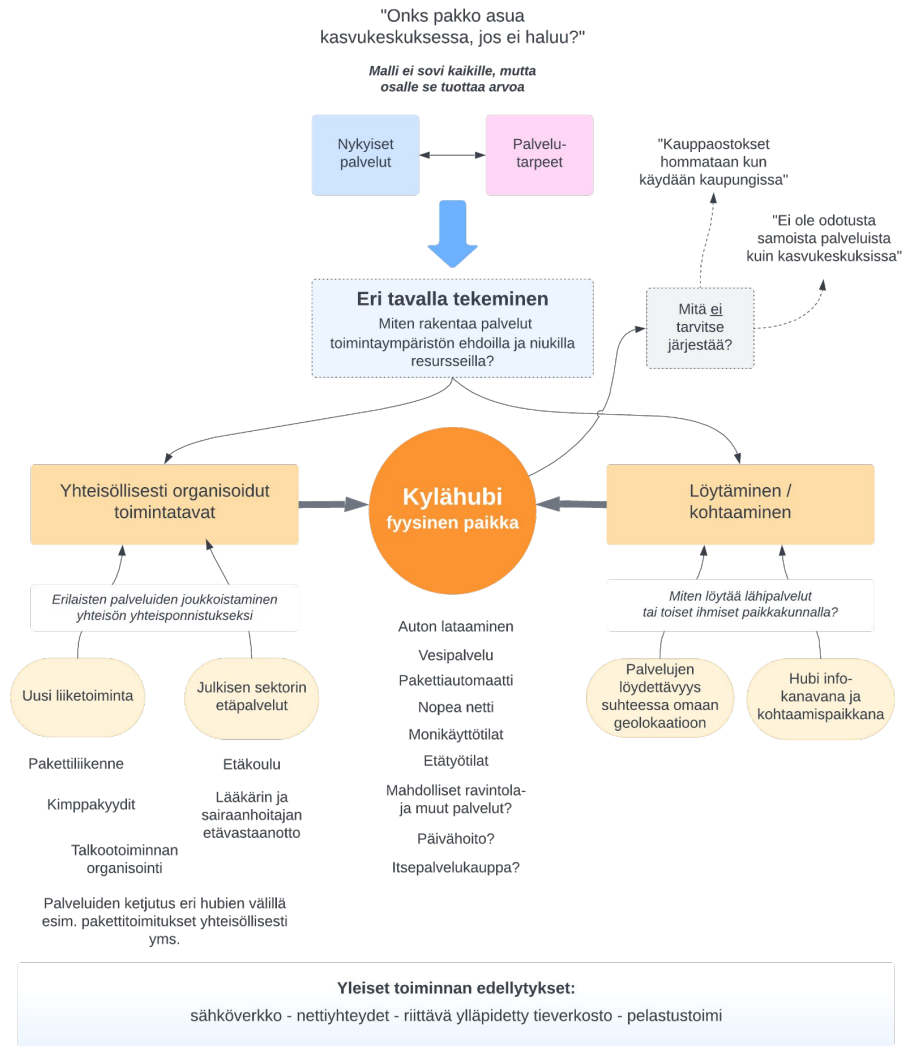 "Onks pakko asua
kasvukeskuksessa, jos ei haluu?"
Malli ei sovi kaikille, mutta
osalle se tuottaa arvoa
Nykyiset
palvelut
Palvelu-
tarpeet
"Kauppaostokset
hommataan kun
käydään kaupungissa"
"Ei ole odotusta
samoista palveluista
kuin kasvukeskuksissa"
Eri tavalla tekeminen
Miten rakentaa palvelut
toimintaympäristön ehdoilla ja niukilla
resursseilla?
Mitä ei
tarvitse
järjestää?
Yhteisöllisesti organisoidut
toimintatavat
Kylähubi
fyysinen paikka
Löytäminen /
kohtaaminen
Erilaisten palveluiden joukkoistaminen
yhteisön yhteisponnistukseksi
Miten löytää lähipalvelut
tai toiset ihmiset paikkakunnalla?
Uusi liiketoiminta
Julkisen sektorin
etäpalvelut
Palvelujen
löydettävyys
suhteessa omaan
geolokaatioon
Hubi info-
kanavana ja
kohtaamispaikkana
Auton lataaminen
Vesipalvelu
Pakettiautomaatti
Nopea netti
Monikäyttötilat
Etätyötilat
Mahdolliset ravintola-
ja muut palvelut?
Päivähoito?
Itsepalvelukauppa?
Pakettiliikenne
Kimppakyydit
Talkootoiminnan
organisointi
Etäkoulu
Lääkärin ja
sairaanhoitajan
etävastaanotto
Palveluiden ketjutus eri hubien välillä
esim. pakettitoimitukset yhteisöllisesti
yms.
Yleiset toiminnan edellytykset:
sähköverkko - nettiyhteydet - riittävä ylläpidetty tieverkosto - pelastustoimi